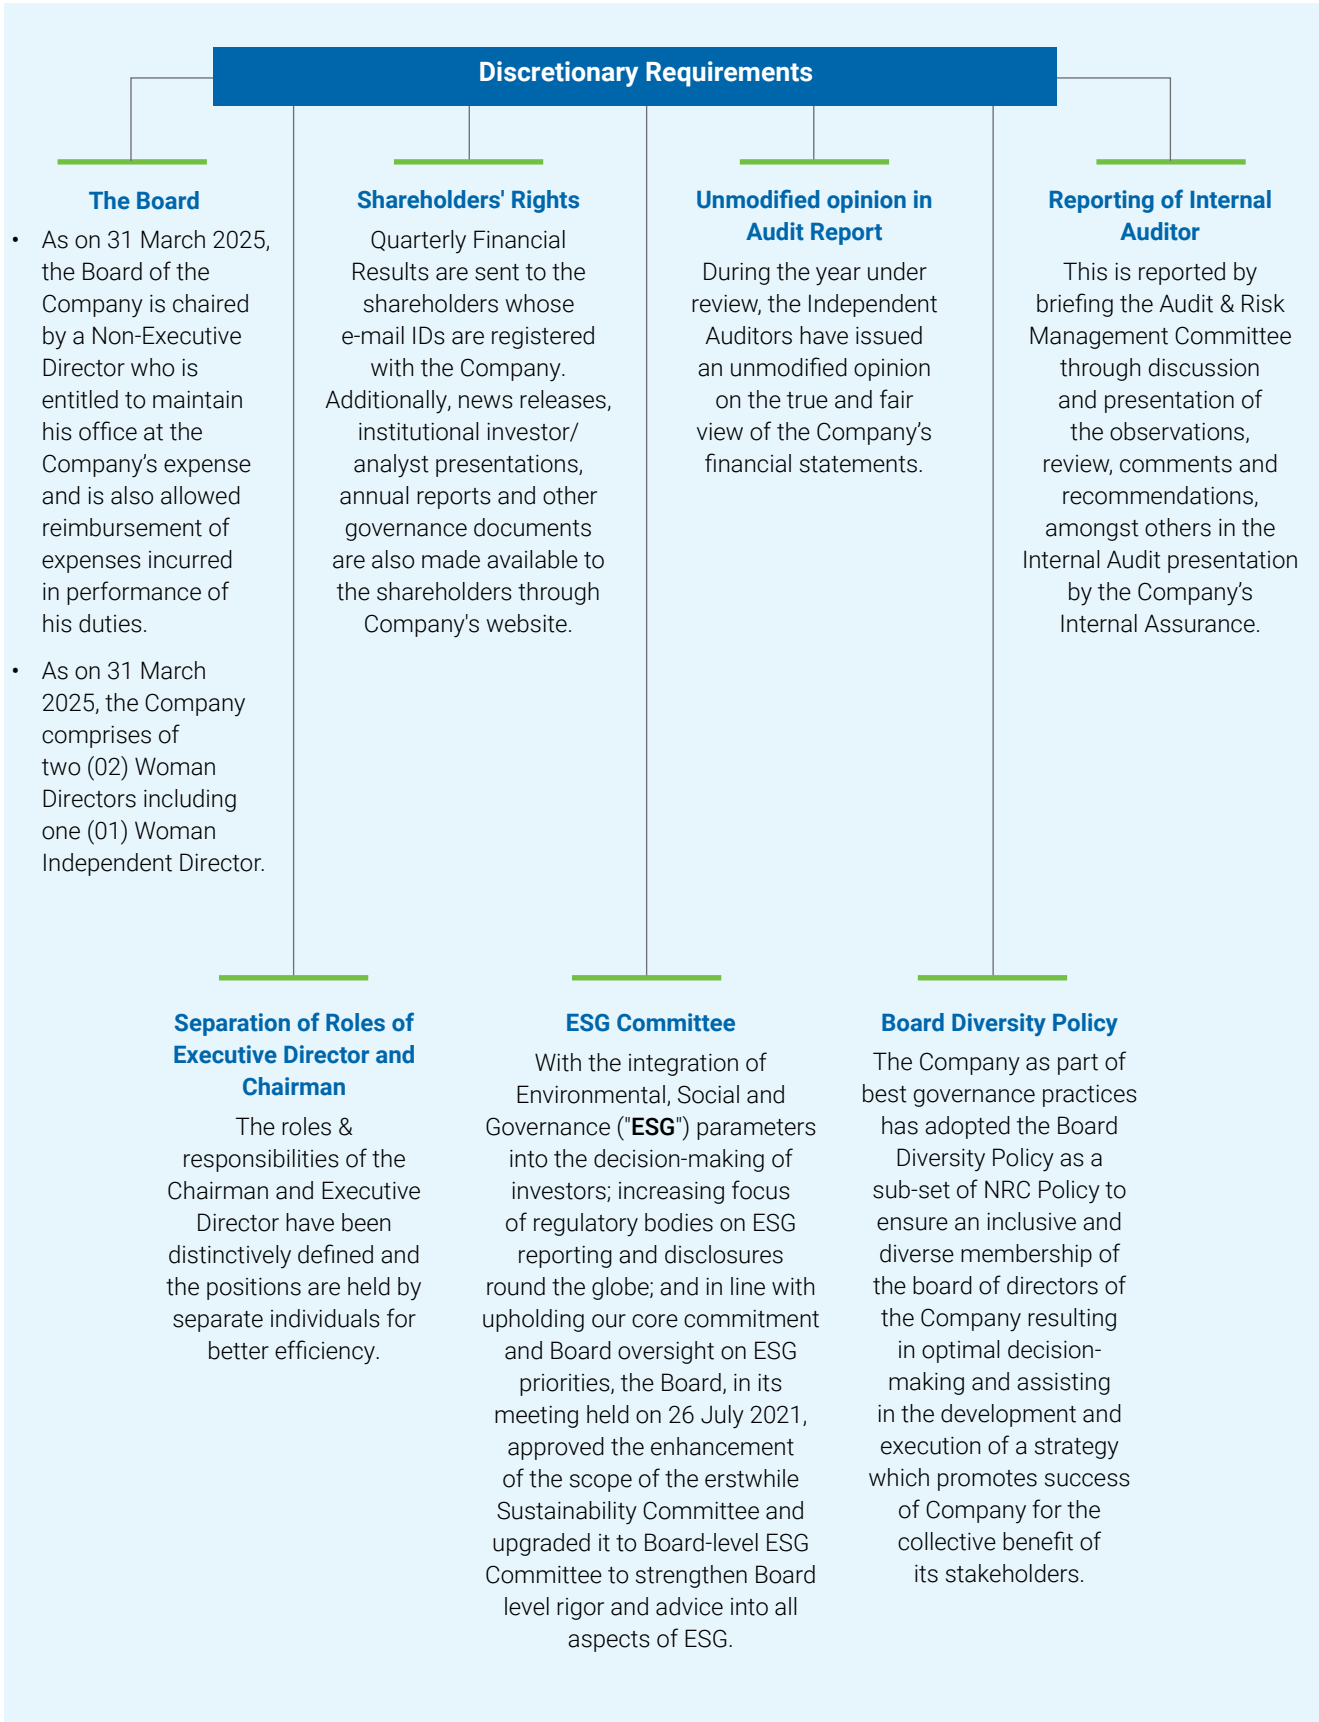 Discretionary Requirements
The Board
• As on 31 March 2025,
the Board of the
Company is chaired
by a Non-Executive
Director who is
entitled to maintain
his office at the
Company’s expense
and is also allowed
reimbursement of
expenses incurred
in performance of
his duties.
• As on 31 March
2025, the Company
comprises of
two (02) Woman
Directors including
one (01) Woman
Independent Director.
Shareholders' Rights
Quarterly Financial
Results are sent to the
shareholders whose
e-mail IDs are registered
with the Company.
Additionally, news releases,
institutional investor/
analyst presentations,
annual reports and other
governance documents
are also made available to
the shareholders through
Company's website.
Unmodified opinion in
Audit Report
During the year under
review, the Independent
Auditors have issued
an unmodified opinion
on the true and fair
view of the Company’s
financial statements.
Reporting of Internal
Auditor
This is reported by
briefing the Audit & Risk
Management Committee
through discussion
and presentation of
the observations,
review, comments and
recommendations,
amongst others in the
Internal Audit presentation
by the Company’s
Internal Assurance.
Separation of Roles of
Executive Director and
Chairman
The roles &
responsibilities of the
Chairman and Executive
Director have been
distinctively defined and
the positions are held by
separate individuals for
better efficiency.
ESG Committee
With the integration of
Environmental, Social and
Governance ("ESG") parameters
into the decision-making of
investors; increasing focus
of regulatory bodies on ESG
reporting and disclosures
round the globe; and in line with
upholding our core commitment
and Board oversight on ESG
priorities, the Board, in its
meeting held on 26 July 2021,
approved the enhancement
of the scope of the erstwhile
Sustainability Committee and
upgraded it to Board-level ESG
Committee to strengthen Board
level rigor and advice into all
aspects of ESG.
Board Diversity Policy
The Company as part of
best governance practices
has adopted the Board
Diversity Policy as a
sub-set of NRC Policy to
ensure an inclusive and
diverse membership of
the board of directors of
the Company resulting
in optimal decision-
making and assisting
in the development and
execution of a strategy
which promotes success
of Company for the
collective benefit of
its stakeholders.